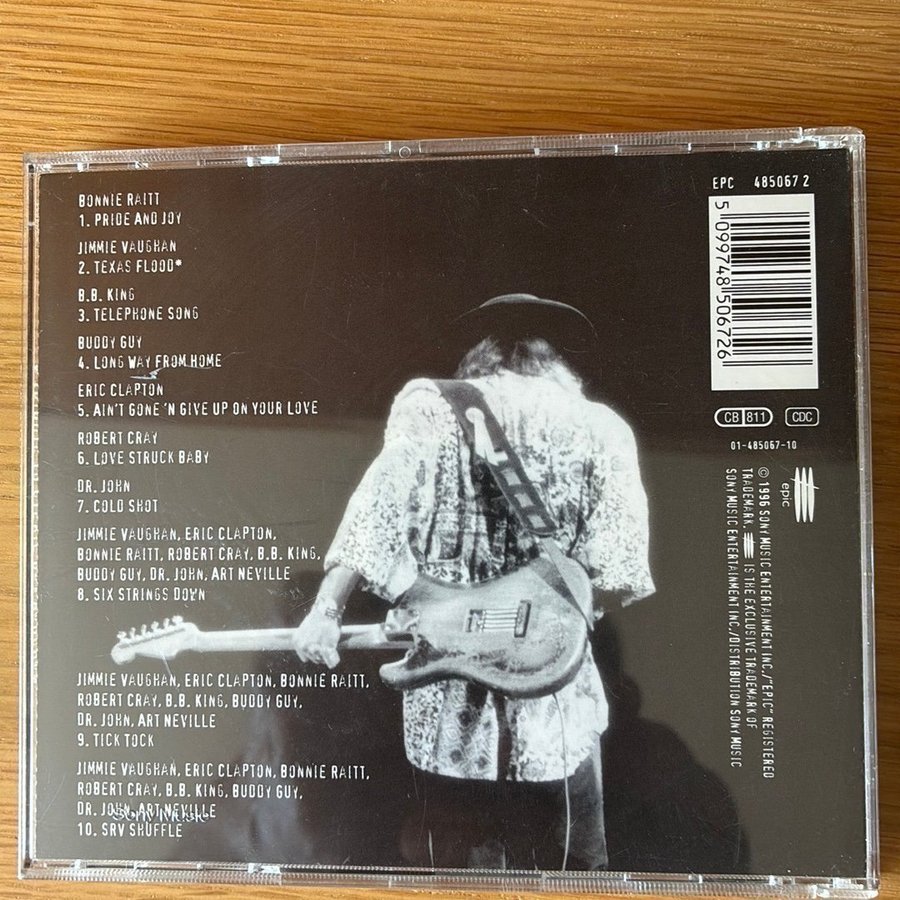 BONNIE RAITT
1. PRIDE AND JOY
JIMMIE VAUGHAN
2. TEXAS FLOOD*
B.B. KING
3. TELEPHONE SONG
BUDDY GUY
4. LONG WAY FROM HOME
ERIC CLAPTON
5. AIN'T GONE 'N GIVE UP ON YOUR LOVE
ROBERT CRAY
6. LOVE STRUCK BABY
DR. JOHN
7. COLD SHOT
JIMMIE VAUGHAN, ERIC CLAPTON,
BONNIE RAITT, ROBERT CRAY, B.B. KING,
BUDDY GUY, DR. JOHN, ART NEVILLE
8. SIX STRINGS DOWN
JIMMIE VAUGHAN, ERIC CLAPTON, BONNIE RAITT,
ROBERT CRAY, B.B. KING, BUDDY GUY,
DR. JOHN, ART NEVILLE
9. TICK TOCK
JIMMIE VAUGHAN, ERIC CLAPTON, BONNIE RAITT,
ROBERT CRAY, B.B. KING, BUDDY GUY,
DR. JOHN, ART NEVILLE
Sony Music
10. SRV SHUFFLE
EPC 485067 2
5 099748 506726
CB 811
CDC
01-485067-10
epic
© 1996 SONY MUSIC ENTERTAINMENT INC./"EPIC" REGISTERED
TRADEMARK. IS THE EXCLUSIVE TRADEMARK OF
SONY MUSIC ENTERTAINMENT INC./DISTRIBUTION SONY MUSIC